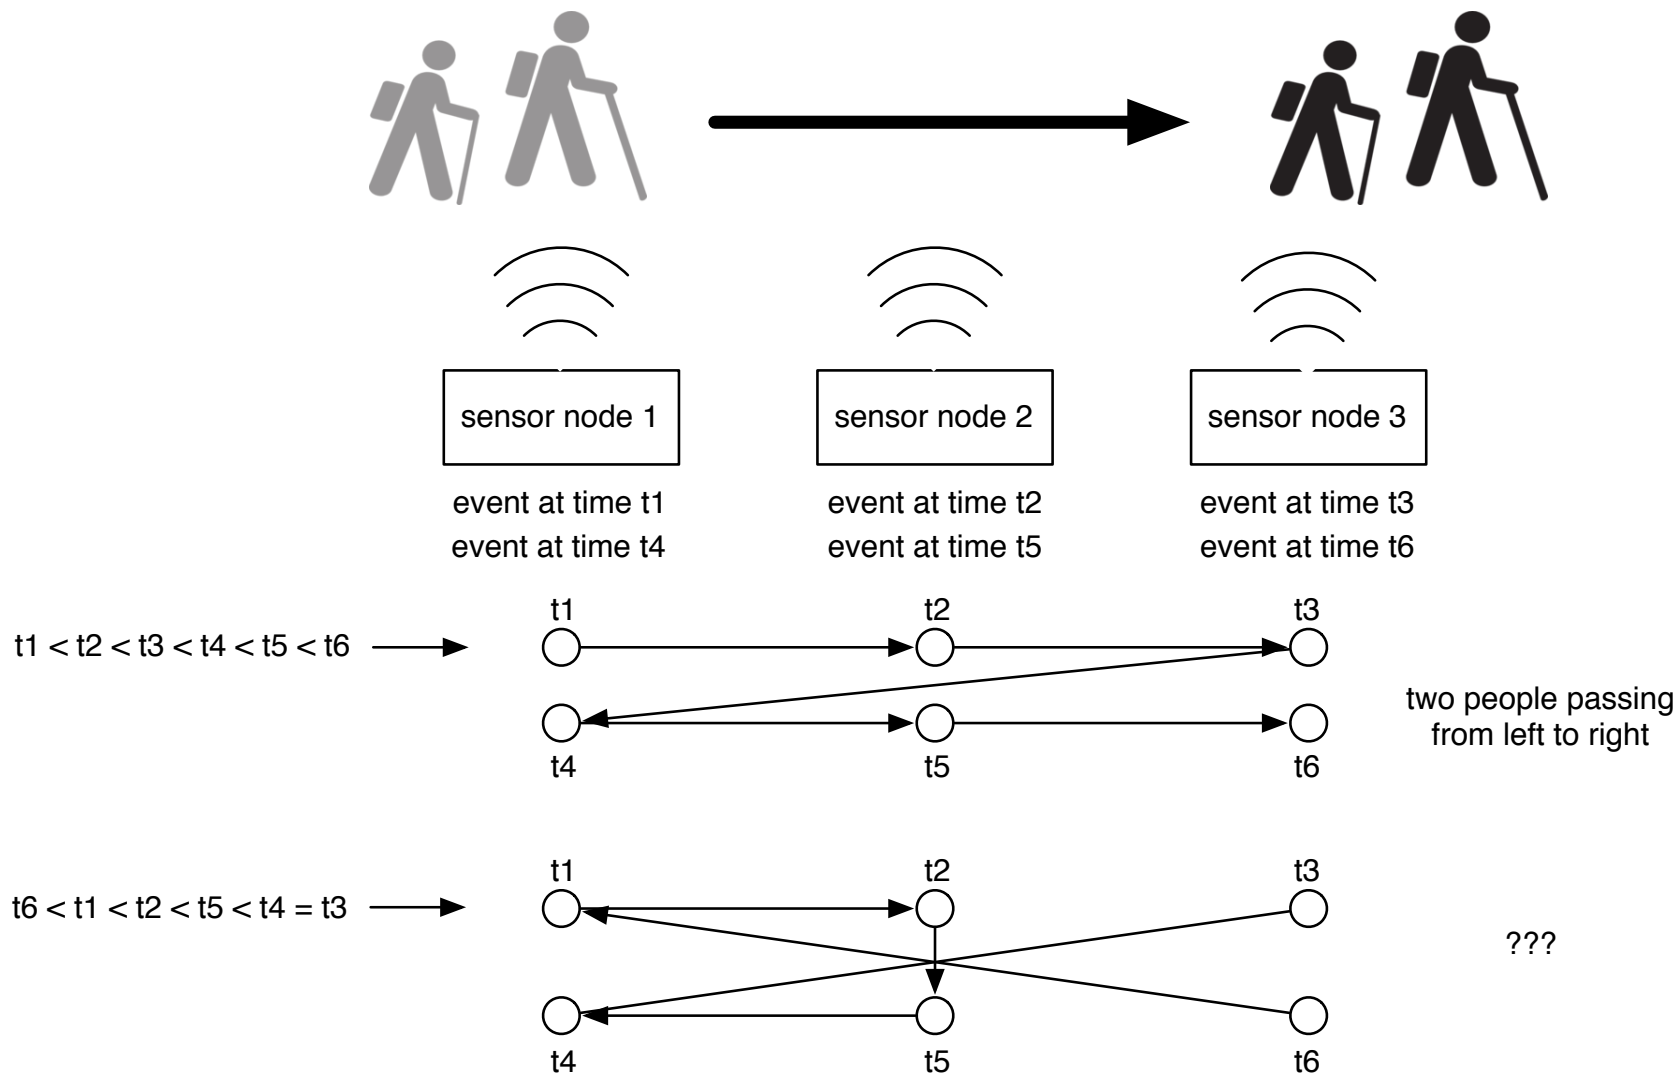 sensor node 1
sensor node 2
sensor node 3
event at time t1
event at time t2
event at time t3
event at time t4
event at time t5
event at time t6
t1
t2
t3
t1 < t2 < t3 < t4 < t5 < t6
two people passing
from left to right
t4
t5
t6
t1
t2
t3
t6 < t1 < t2 < t5 < t4 = t3
???
t4
t5
t6